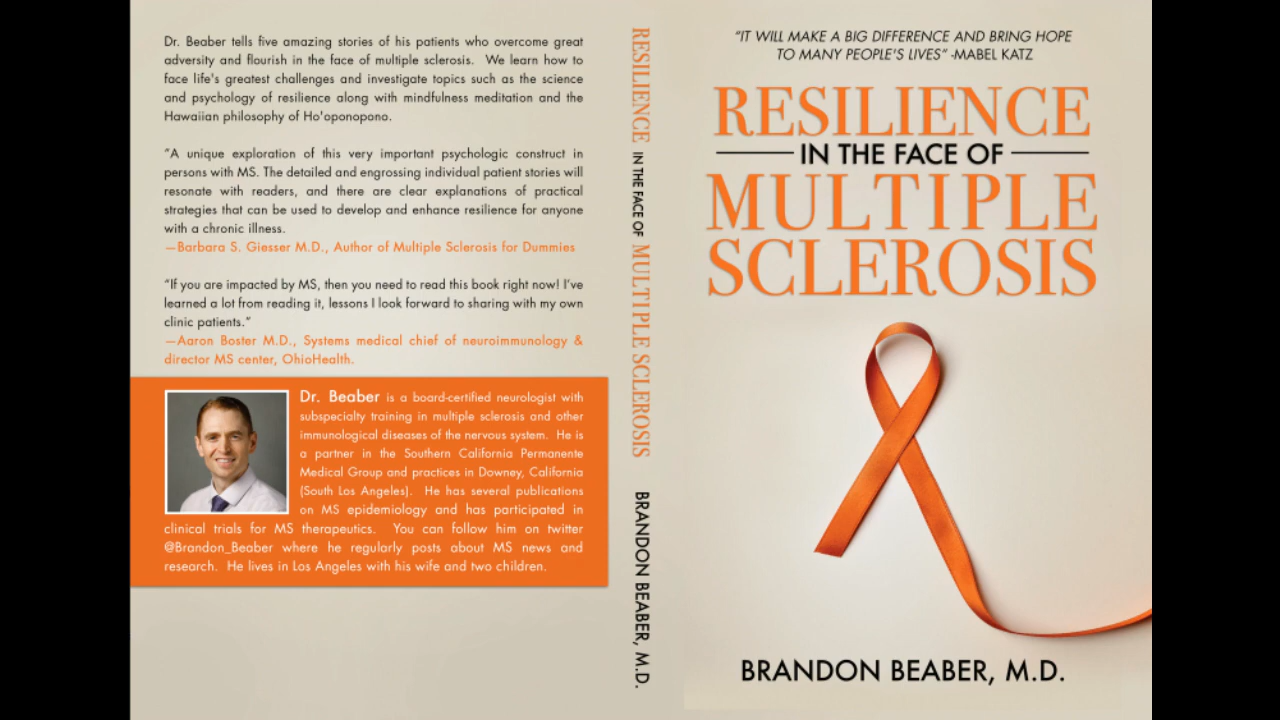 Dr. Beaber tells five amazing stories of his patients who overcome great
adversity and flourish in the face of multiple sclerosis. We learn how to
face life's greatest challenges and investigate topics such as the science
and psychology of resilience along with mindfulness meditation and the
Hawaiian philosophy of Ho'oponopono.
"A unique exploration of this very important psychologic construct in
persons with MS. The detailed and engrossing individual patient stories will
resonate with readers, and there are clear explanations of practical
strategies that can be used to develop and enhance resilience for anyone
with a chronic illness.
—Barbara S. Giesser M.D., Author of Multiple Sclerosis for Dummies
"If you are impacted by MS, then you need to read this book right now! I've
learned a lot from reading it, lessons I look forward to sharing with my own
clinic patients."
—Aaron Boster M.D., Systems medical chief of neuroimmunology &
director MS center, OhioHealth.
Dr. Beaber is a board-certified neurologist with
subspecialty training in multiple sclerosis and other
immunological diseases of the nervous system. He is
a partner in the Southern California Permanente
Medical Group and practices in Downey, California
(South Los Angeles). He has several publications
on MS epidemiology and has participated in
clinical trials for MS therapeutics. You can follow him on twitter
@Brandon_Beaber where he regularly posts about MS news and
research. He lives in Los Angeles with his wife and two children.
RESILIENCE IN THE FACE OF MULTIPLE SCLEROSIS BRANDON BEABER, M.D.
"IT WILL MAKE A BIG DIFFERENCE AND BRING HOPE
TO MANY PEOPLE'S LIVES" -MABEL KATZ
RESILIENCE
IN THE FACE OF
MULTIPLE
SCLEROSIS
BRANDON BEABER, M.D.